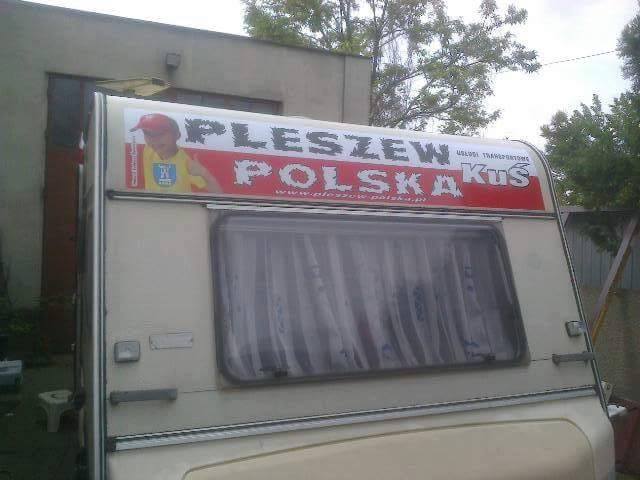 PLESZEW
USŁUGI TRANSPORTOWE
POLSKA
KuŚ
www.pleszew-polska.pl